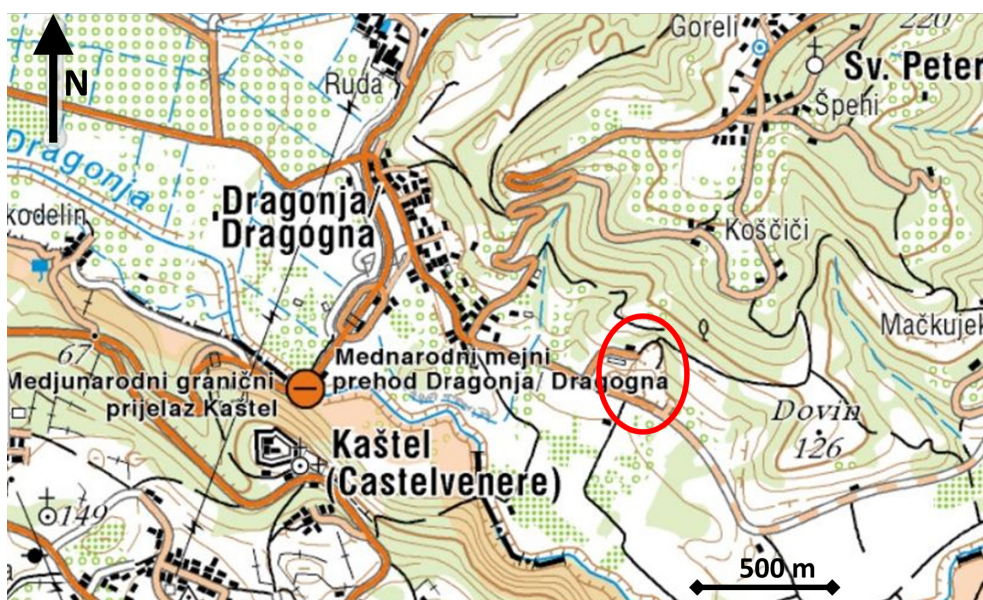 N
Goreli
220
Sv. Peter
Ruda
Špehi
Dragonja
Dragonja/
Dragogna
kodelin
Koščiči
Mačkujek
67
Mednarodni mejni
prehod Dragonja/ Dragogna
Medjunarodni granični
prijelaz Kaštel
Dovin
126
Kaštel
(Castelvenere)
149
500 m